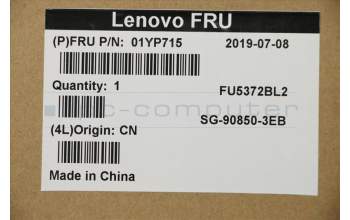 Lenovo FRU
(P)FRU P/N: 01YP715 2019-07-08
Quantity: 1 FU5372BL2
SG-90850-3EB
(4L)Origin: CN
Made in China